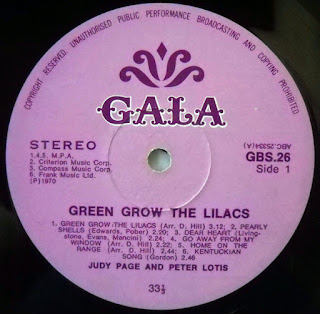 COPYRIGHT RESERVED. UNAUTHORISED PUBLIC PERFORMANCE BROADCASTING AND COPYING PROHIBITED
GALA
STEREO
1.4.5. M.P.A.
2. Criterion Music Corp.
3. Compass Music Corp.
6. Frank Music Ltd.
(P)1970
ABC.25334(A)
GBS.26
Side 1
GREEN GROW THE LILACS
1. GREEN GROW THE LILACS (Arr. D. Hill) 3.12; 2. PEARLY
SHELLS (Edwards, Pober) 2.20; 3. DEAR HEART (Living-
stone, Evans, Mancini) 2.24; 4. GO AWAY FROM MY
WINDOW (Arr. D. Hill) 2.22; 5. HOME ON THE
RANGE (Arr. D. Hill) 2.44; 6. KENTUCKIAN
SONG (Gordon) 2.46
JUDY PAGE AND PETER LOTIS
33⅓